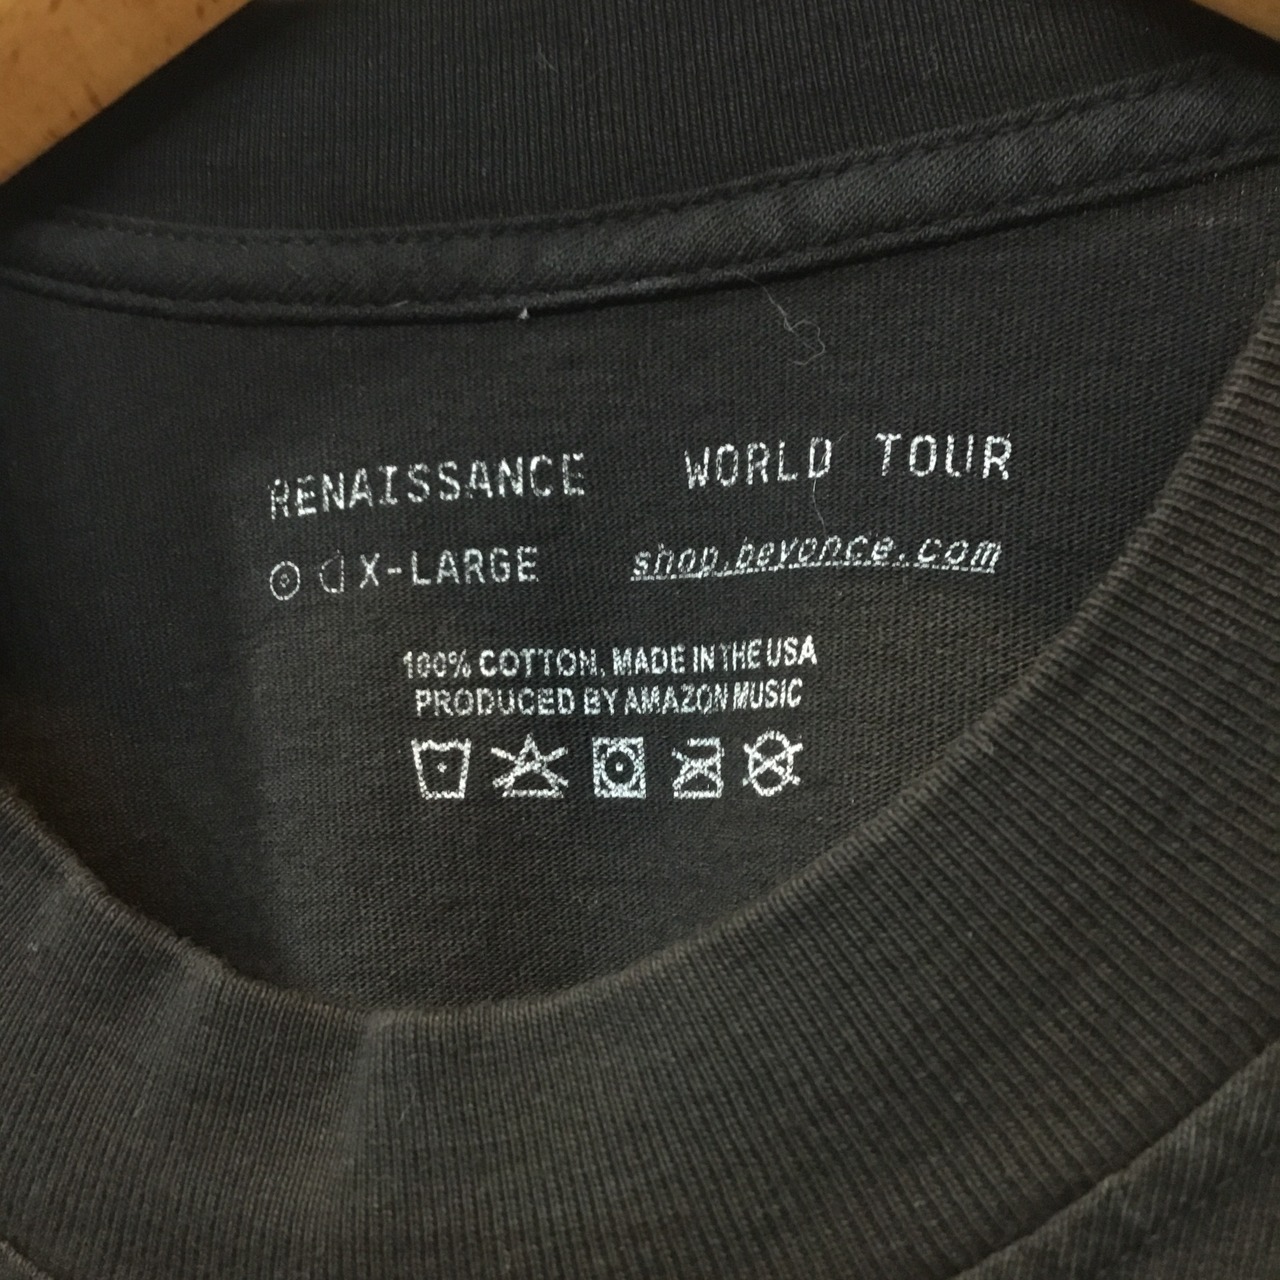 RENAISSANCE WORLD TOUR
X-LARGE shop.beyonce.com
100% COTTON, MADE IN THE USA
PRODUCED BY AMAZON MUSIC